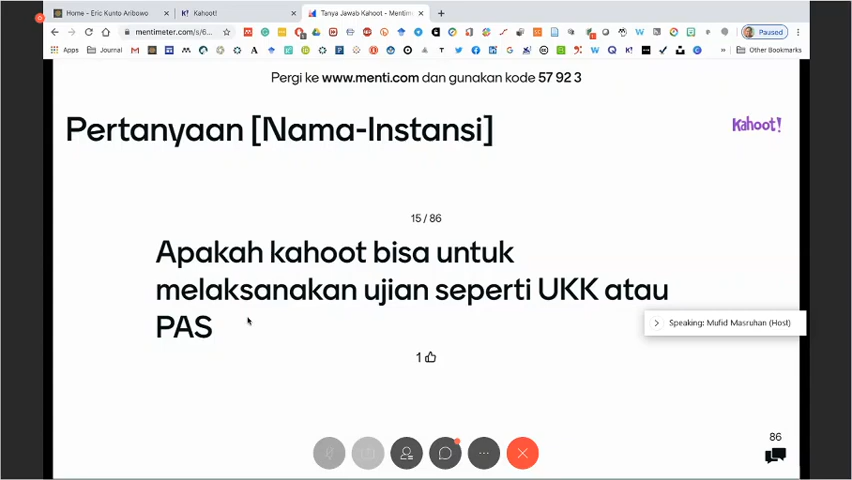 Home - Eric Kunto Aribowo
Kahoot!
Tanya Jawab Kahoot - Mentime
mentimeter.com/s/6...
Paused
Apps
Journal
Other Bookmarks
Pergi ke www.menti.com dan gunakan kode 57 92 3
Pertanyaan [Nama-Instansi]
Kahoot!
15 / 86
Apakah kahoot bisa untuk
melaksanakan ujian seperti UKK atau
PAS
Speaking: Mufid Masruhan (Host)
1
86